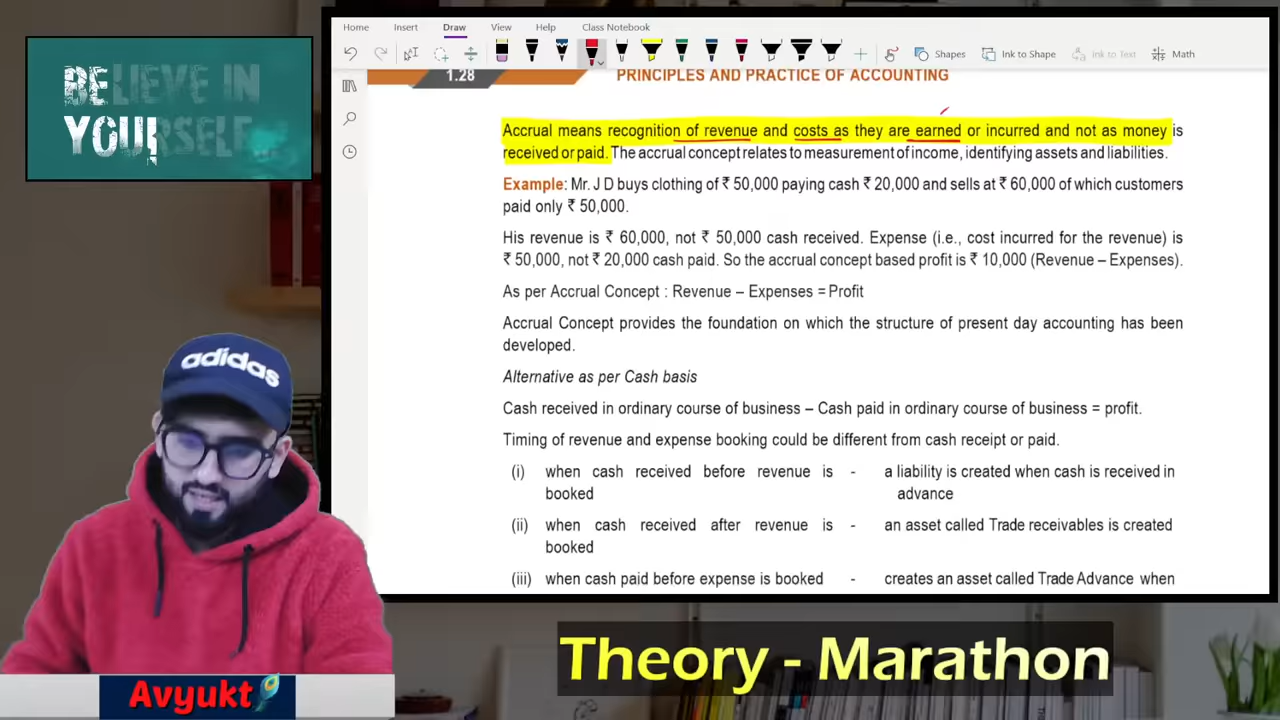 BELIEVE IN
YOURSELF...
adidas
Avyukt
Home Insert Draw View Help Class Notebook
Shapes Ink to Shape Ink to Text Math
1.28 PRINCIPLES AND PRACTICE OF ACCOUNTING
Accrual means recognition of revenue and costs as they are earned or incurred and not as money is
received or paid. The accrual concept relates to measurement of income, identifying assets and liabilities.
Example: Mr. J D buys clothing of ₹ 50,000 paying cash ₹ 20,000 and sells at ₹ 60,000 of which customers
paid only ₹ 50,000.
His revenue is ₹ 60,000, not ₹ 50,000 cash received. Expense (i.e., cost incurred for the revenue) is
₹ 50,000, not ₹ 20,000 cash paid. So the accrual concept based profit is ₹ 10,000 (Revenue – Expenses).
As per Accrual Concept : Revenue – Expenses = Profit
Accrual Concept provides the foundation on which the structure of present day accounting has been
developed.
Alternative as per Cash basis
Cash received in ordinary course of business – Cash paid in ordinary course of business = profit.
Timing of revenue and expense booking could be different from cash receipt or paid.
(i) when cash received before revenue is - a liability is created when cash is received in
booked advance
(ii) when cash received after revenue is - an asset called Trade receivables is created
booked
(iii) when cash paid before expense is booked - creates an asset called Trade Advance when
Theory - Marathon